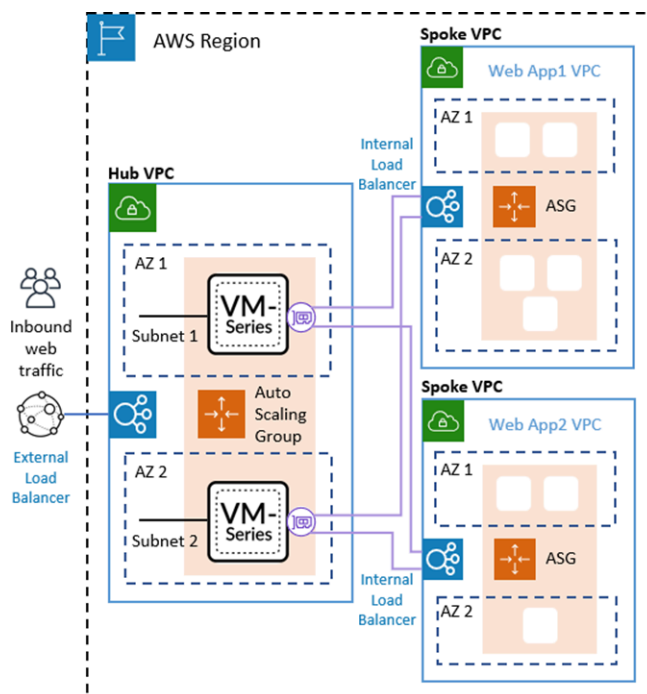 AWS Region
Inbound
web
traffic
External
Load
Balancer
Hub VPC
AZ 1
VM-
Series
Subnet 1
Auto
Scaling
Group
AZ 2
VM-
Series
Subnet 2
Internal
Load
Balancer
Internal
Load
Balancer
Spoke VPC
Web App1 VPC
AZ 1
ASG
AZ 2
Spoke VPC
Web App2 VPC
AZ 1
ASG
AZ 2